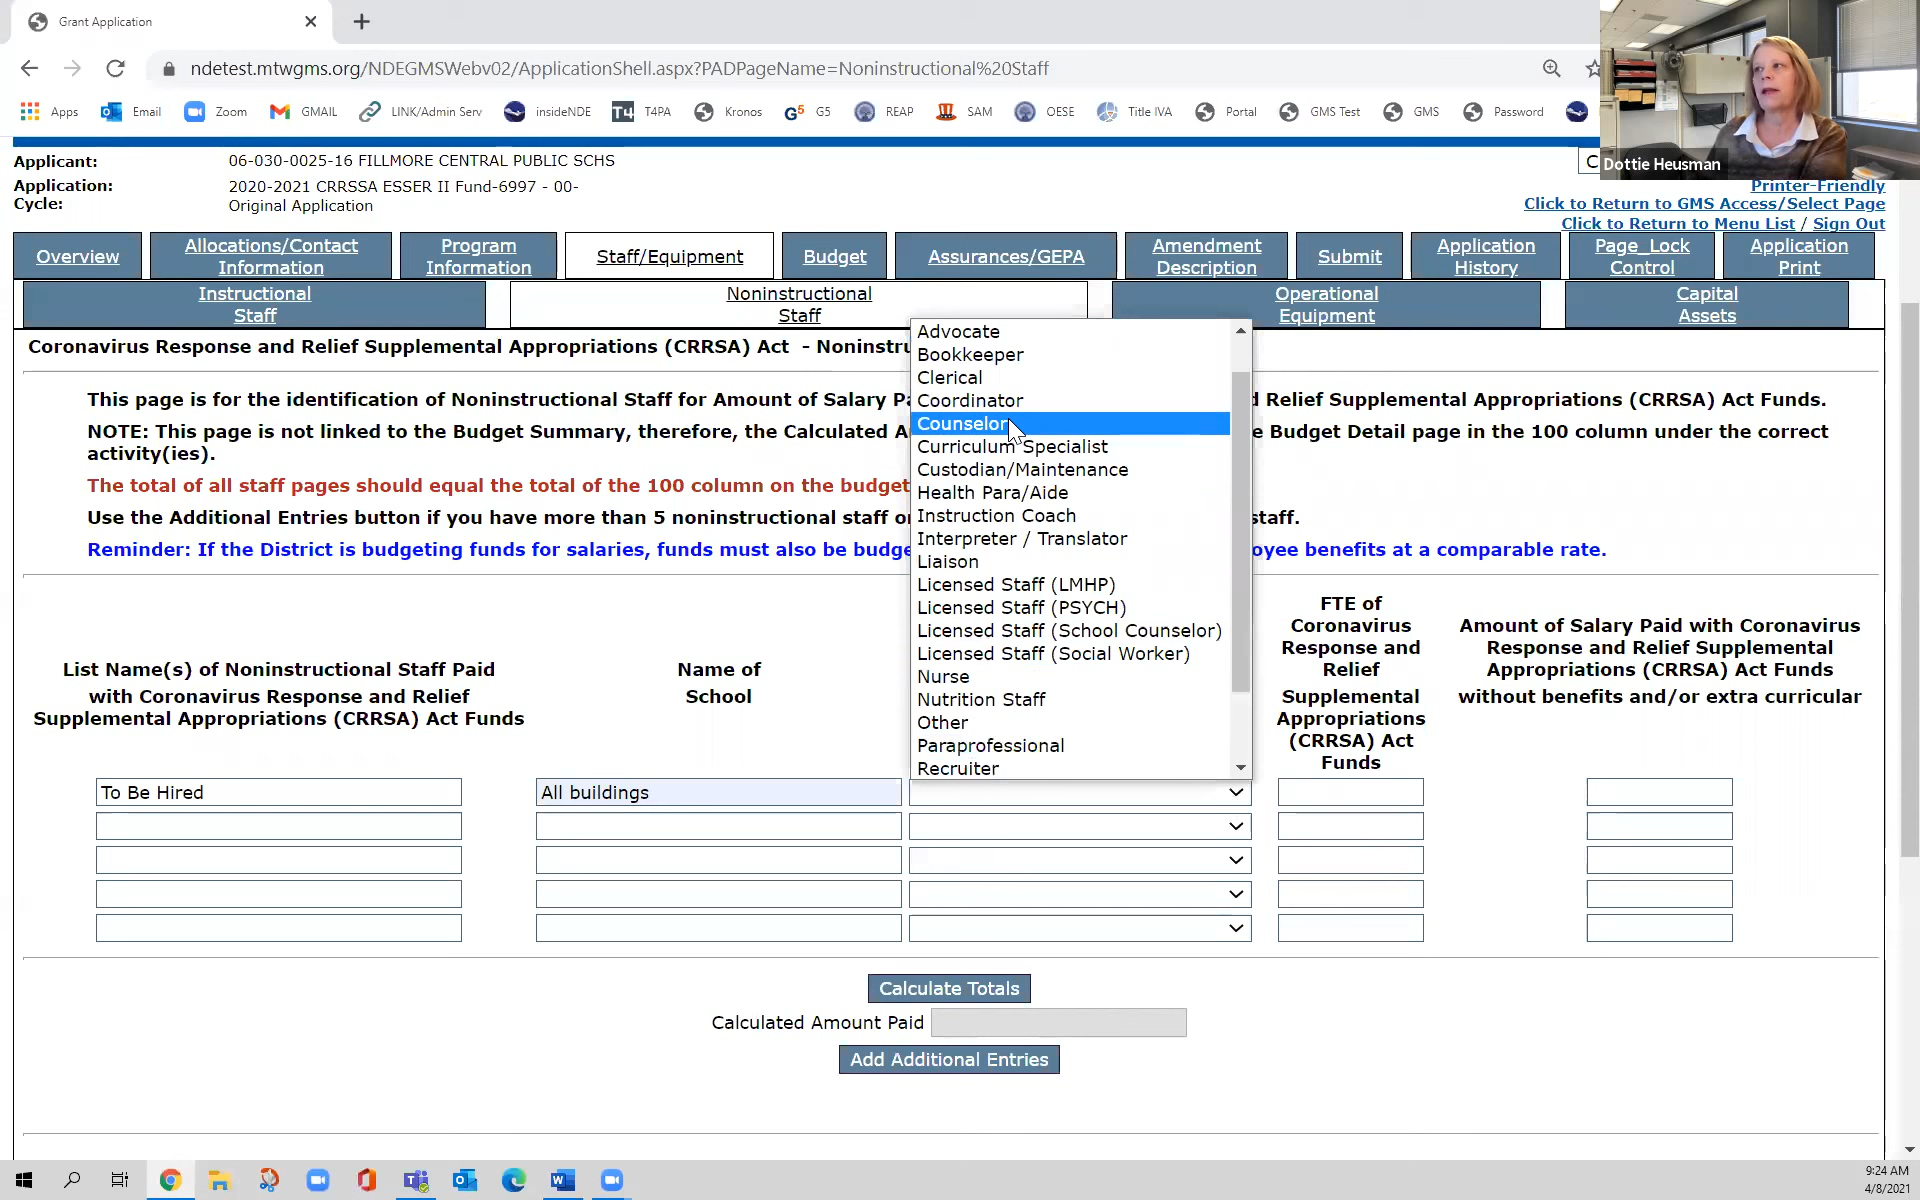 Grant Application
ndetest.mtwgms.org/NDEGMSWebv02/ApplicationShell.aspx?PADPageName=Noninstructional%20Staff
Apps Email Zoom GMAIL LINK/Admin Serv insideNDE T4 T4PA Kronos G5 G5 REAP SAM OESE Title IVA Portal GMS Test GMS Password
Dottie Heusman
Applicant: 06-030-0025-16 FILLMORE CENTRAL PUBLIC SCHS
Application: 2020-2021 CRRSSA ESSER II Fund-6997 - 00-
Cycle: Original Application
C
Printer-Friendly
Click to Return to GMS Access/Select Page
Click to Return to Menu List / Sign Out
Overview
Allocations/Contact
Information
Program
Information
Staff/Equipment
Budget
Assurances/GEPA
Amendment
Description
Submit
Application
History
Page_Lock
Control
Application
Print
Instructional
Staff
Noninstructional
Staff
Operational
Equipment
Capital
Assets
Coronavirus Response and Relief Supplemental Appropriations (CRRSA) Act - Noninstru
This page is for the identification of Noninstructional Staff for Amount of Salary Pa d Relief Supplemental Appropriations (CRRSA) Act Funds.
NOTE: This page is not linked to the Budget Summary, therefore, the Calculated A e Budget Detail page in the 100 column under the correct
activity(ies).
The total of all staff pages should equal the total of the 100 column on the budget
Use the Additional Entries button if you have more than 5 noninstructional staff o staff.
Reminder: If the District is budgeting funds for salaries, funds must also be budge oyee benefits at a comparable rate.
Advocate
Bookkeeper
Clerical
Coordinator
Counselor
Curriculum Specialist
Custodian/Maintenance
Health Para/Aide
Instruction Coach
Interpreter / Translator
Liaison
Licensed Staff (LMHP)
Licensed Staff (PSYCH)
Licensed Staff (School Counselor)
Licensed Staff (Social Worker)
Nurse
Nutrition Staff
Other
Paraprofessional
Recruiter
List Name(s) of Noninstructional Staff Paid
with Coronavirus Response and Relief
Supplemental Appropriations (CRRSA) Act Funds
Name of
School
FTE of
Coronavirus
Response and
Relief
Supplemental
Appropriations
(CRRSA) Act
Funds
Amount of Salary Paid with Coronavirus
Response and Relief Supplemental
Appropriations (CRRSA) Act Funds
without benefits and/or extra curricular
To Be Hired
All buildings
Calculate Totals
Calculated Amount Paid
Add Additional Entries
9:24 AM
4/8/2021